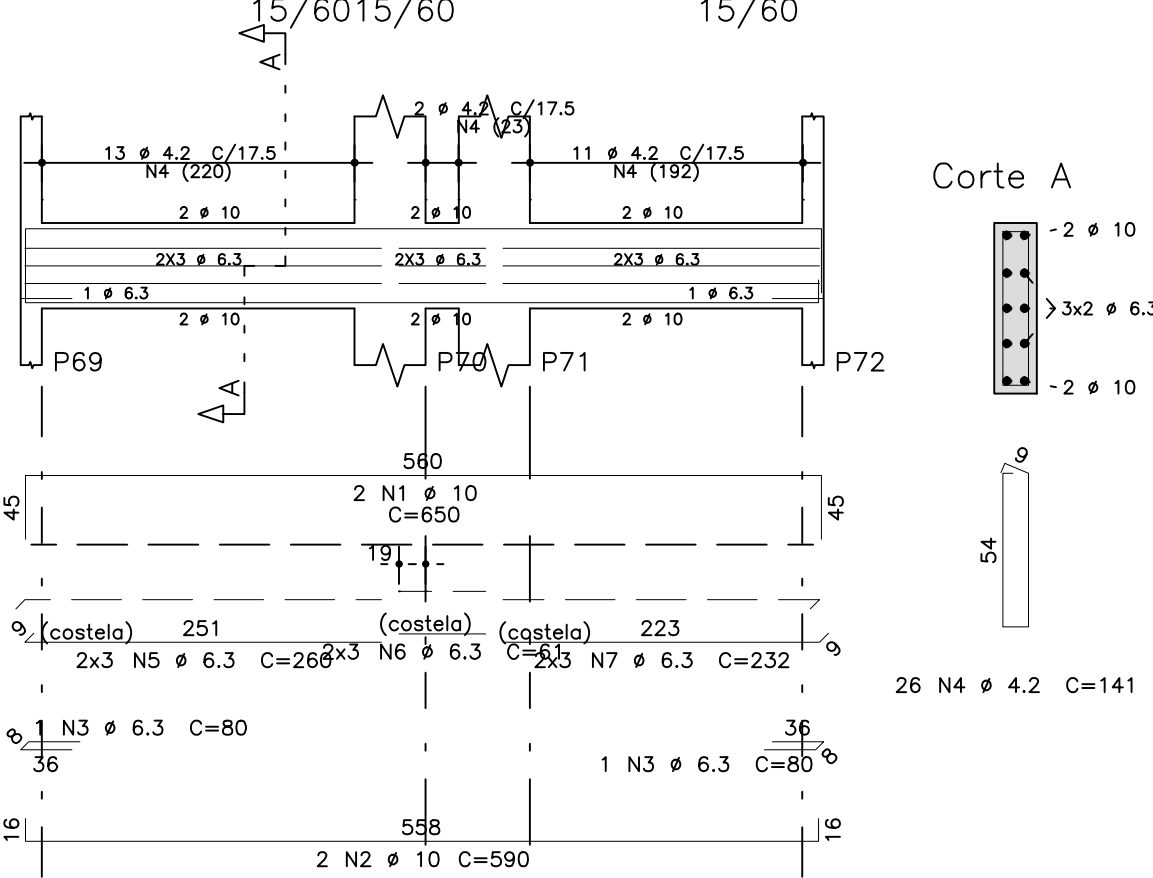 15/60 15/60 15/60
A
2 ø 4.2 C/17.5
N4 (23)
13 ø 4.2 C/17.5
N4 (220)
11 ø 4.2 C/17.5
N4 (192)
Corte A
2 ø 10
2 ø 10
2 ø 10
-2 ø 10
2X3 ø 6.3
2X3 ø 6.3
2X3 ø 6.3
1 ø 6.3
1 ø 6.3
3x2 ø 6.3
2 ø 10
2 ø 10
2 ø 10
P69
P70
P71
P72
A
-2 ø 10
560
45
2 N1 ø 10
C=650
45
9
54
19
9
(costela)
251
(costela)
(costela)
223
9
2x3 N5 ø 6.3 C=260
2x3 N6 ø 6.3 C=61
2x3 N7 ø 6.3 C=232
26 N4 ø 4.2 C=141
8
1 N3 ø 6.3 C=80
36
36
8
1 N3 ø 6.3 C=80
16
558
16
2 N2 ø 10 C=590